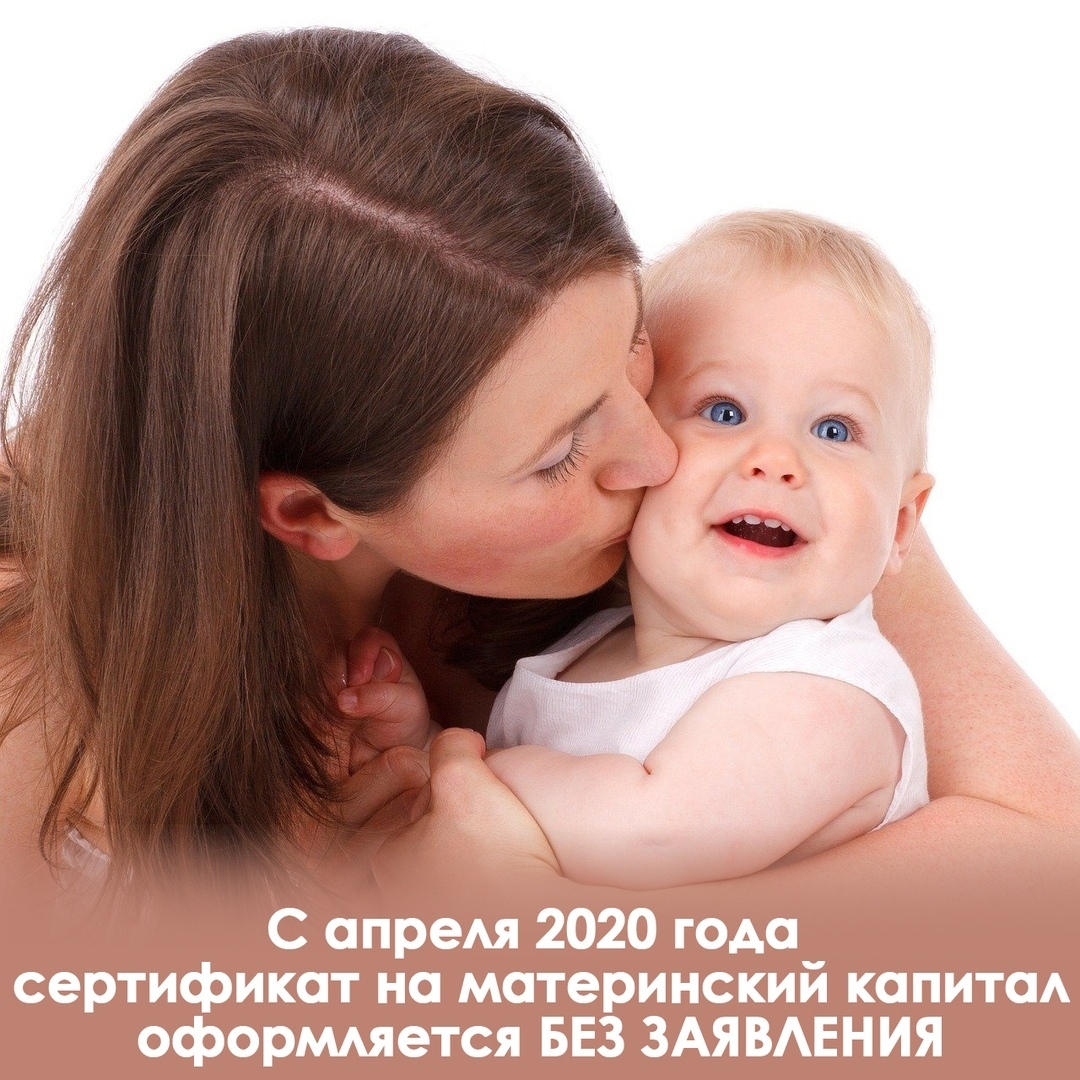 С апреля 2020 года
сертификат на материнский капитал
оформляется БЕЗ ЗАЯВЛЕНИЯ